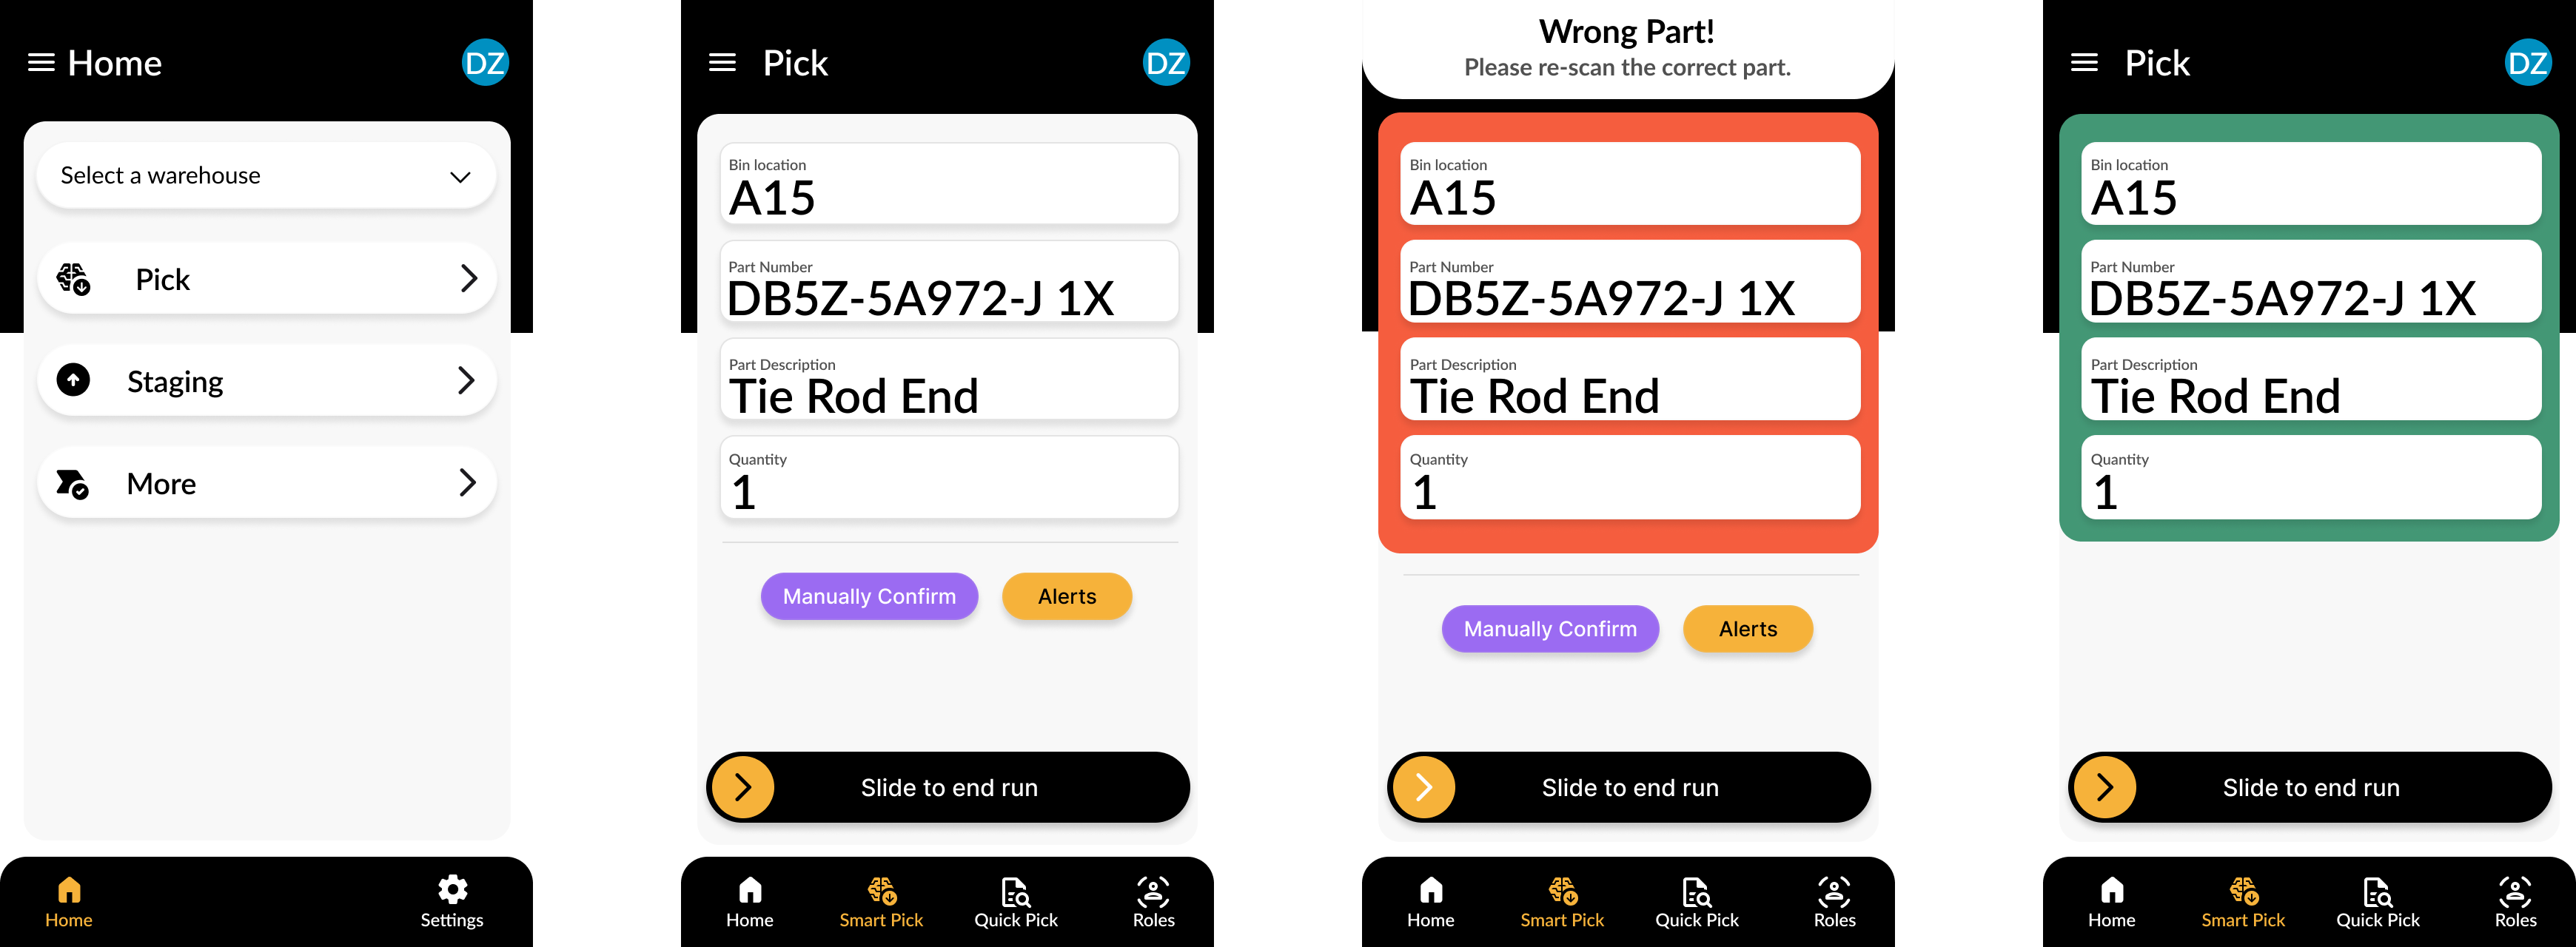 Home
DZ
Select a warehouse
Pick
Staging
More
Home
Settings
Pick
DZ
Bin location
A15
Part Number
DB5Z-5A972-J 1X
Part Description
Tie Rod End
Quantity
1
Manually Confirm
Alerts
Slide to end run
Home
Smart Pick
Quick Pick
Roles
Wrong Part!
Please re-scan the correct part.
Bin location
A15
Part Number
DB5Z-5A972-J 1X
Part Description
Tie Rod End
Quantity
1
Manually Confirm
Alerts
Slide to end run
Home
Smart Pick
Quick Pick
Roles
Pick
DZ
Bin location
A15
Part Number
DB5Z-5A972-J 1X
Part Description
Tie Rod End
Quantity
1
Slide to end run
Home
Smart Pick
Quick Pick
Roles